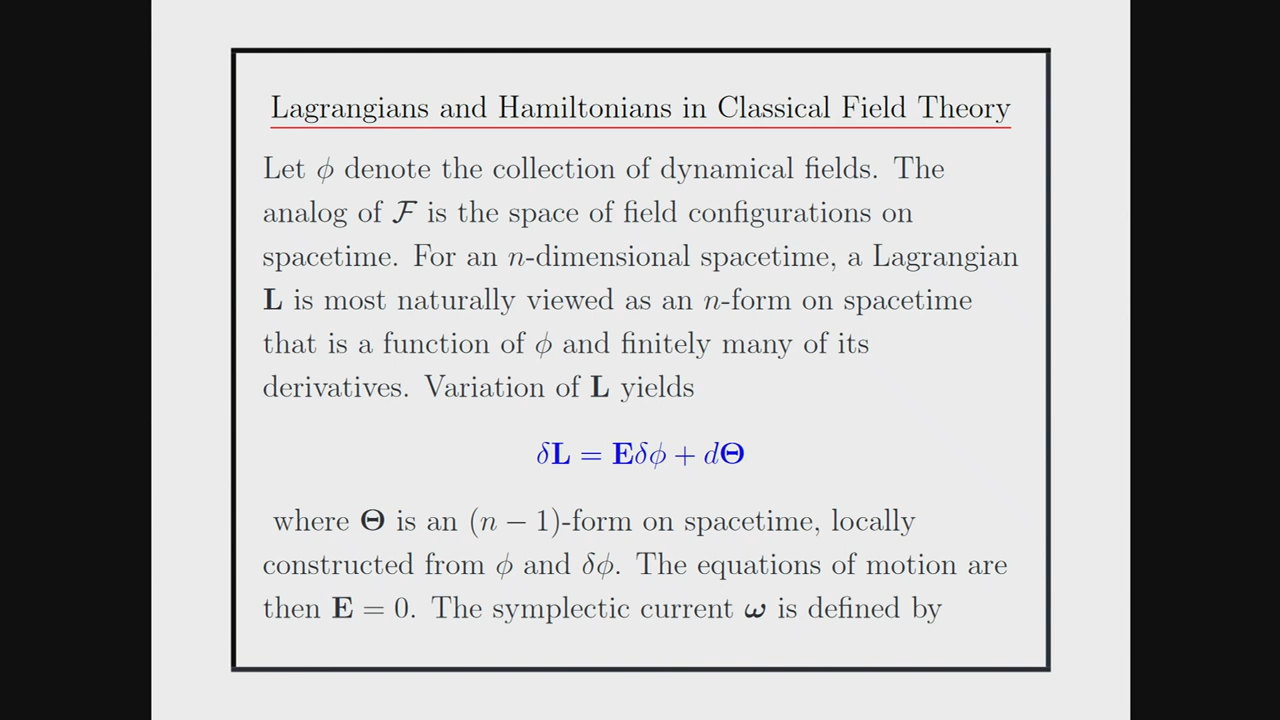 Lagrangians and Hamiltonians in Classical Field Theory
Let ϕ denote the collection of dynamical fields. The
analog of ℱ is the space of field configurations on
spacetime. For an n-dimensional spacetime, a Lagrangian
L is most naturally viewed as an n-form on spacetime
that is a function of ϕ and finitely many of its
derivatives. Variation of L yields
δL = Eδϕ + dΘ
where Θ is an (n − 1)-form on spacetime, locally
constructed from ϕ and δϕ. The equations of motion are
then E = 0. The symplectic current ω is defined by